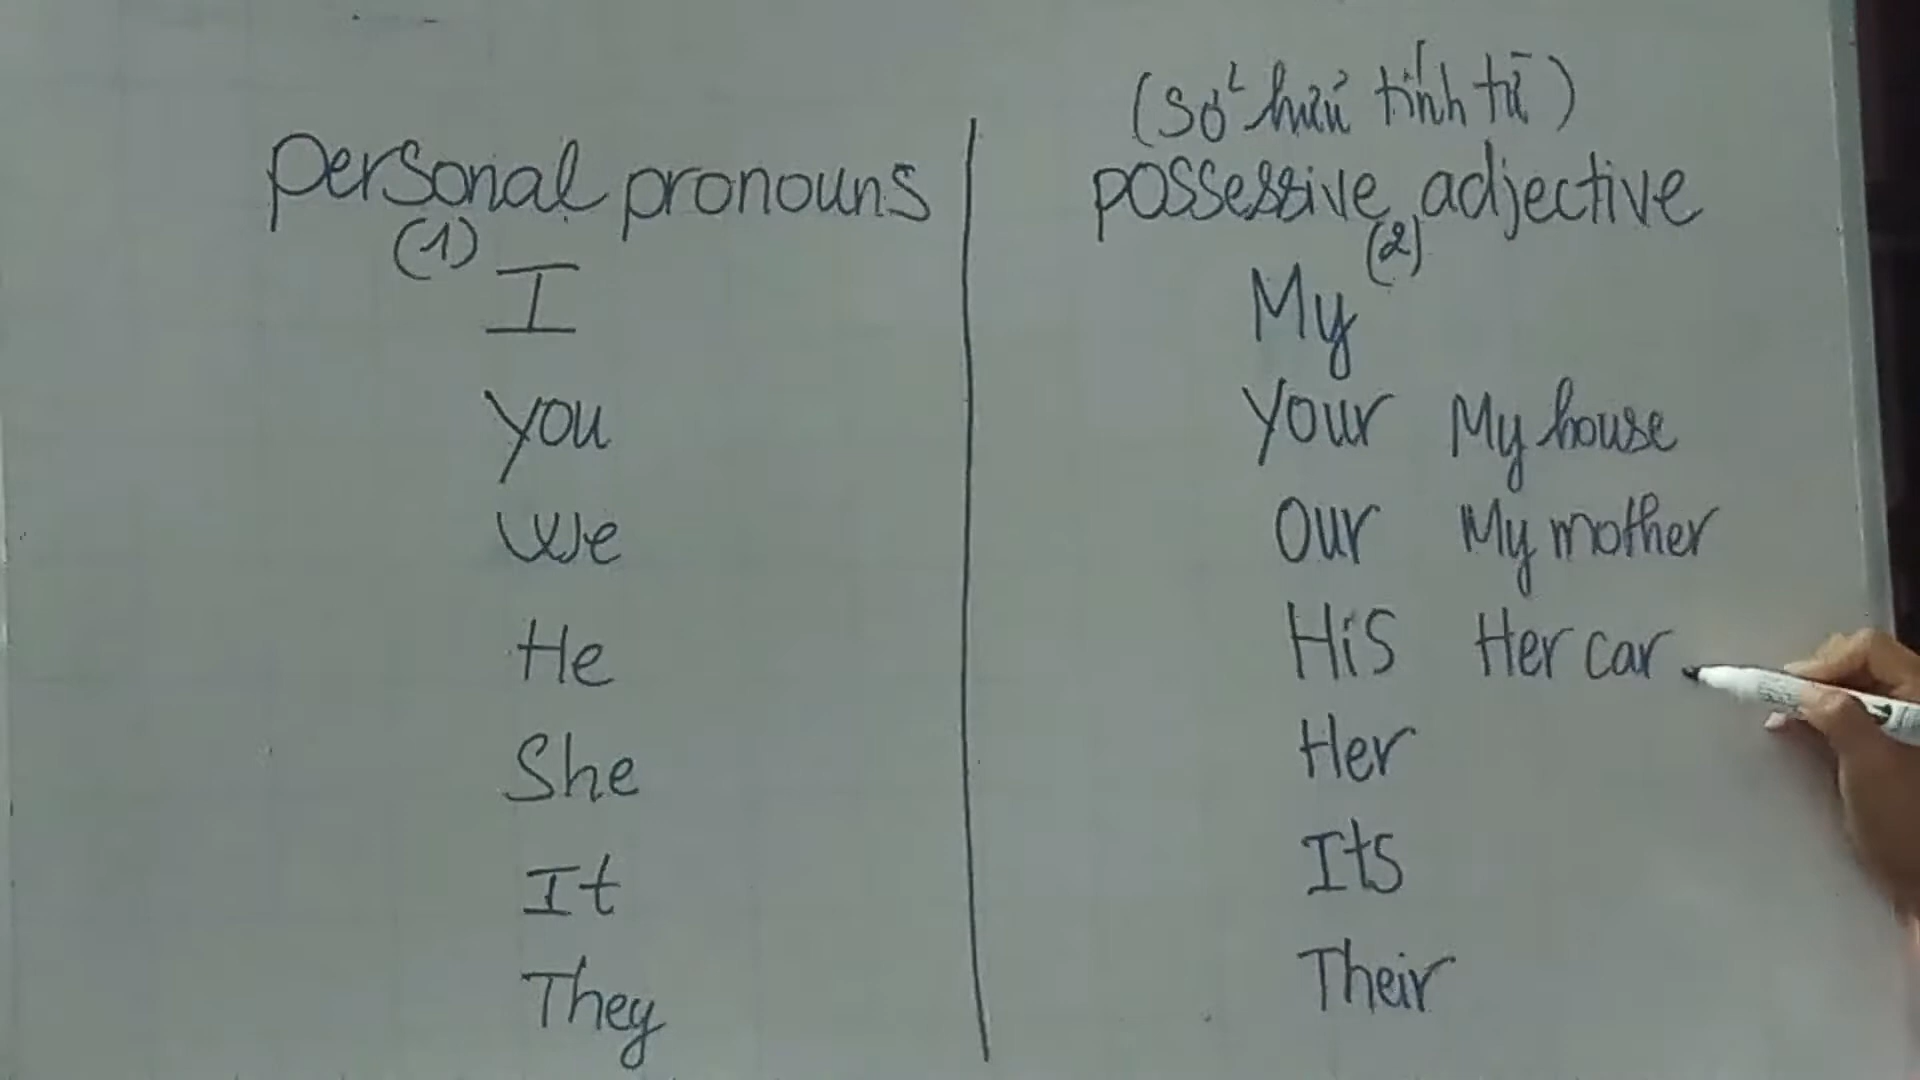 (Sở hữu tính từ)
personal pronouns
possessive adjective
(1)
(2)
I
My
you
your
My house
We
Our
My mother
He
His
Her car
She
Her
It
Its
They
Their